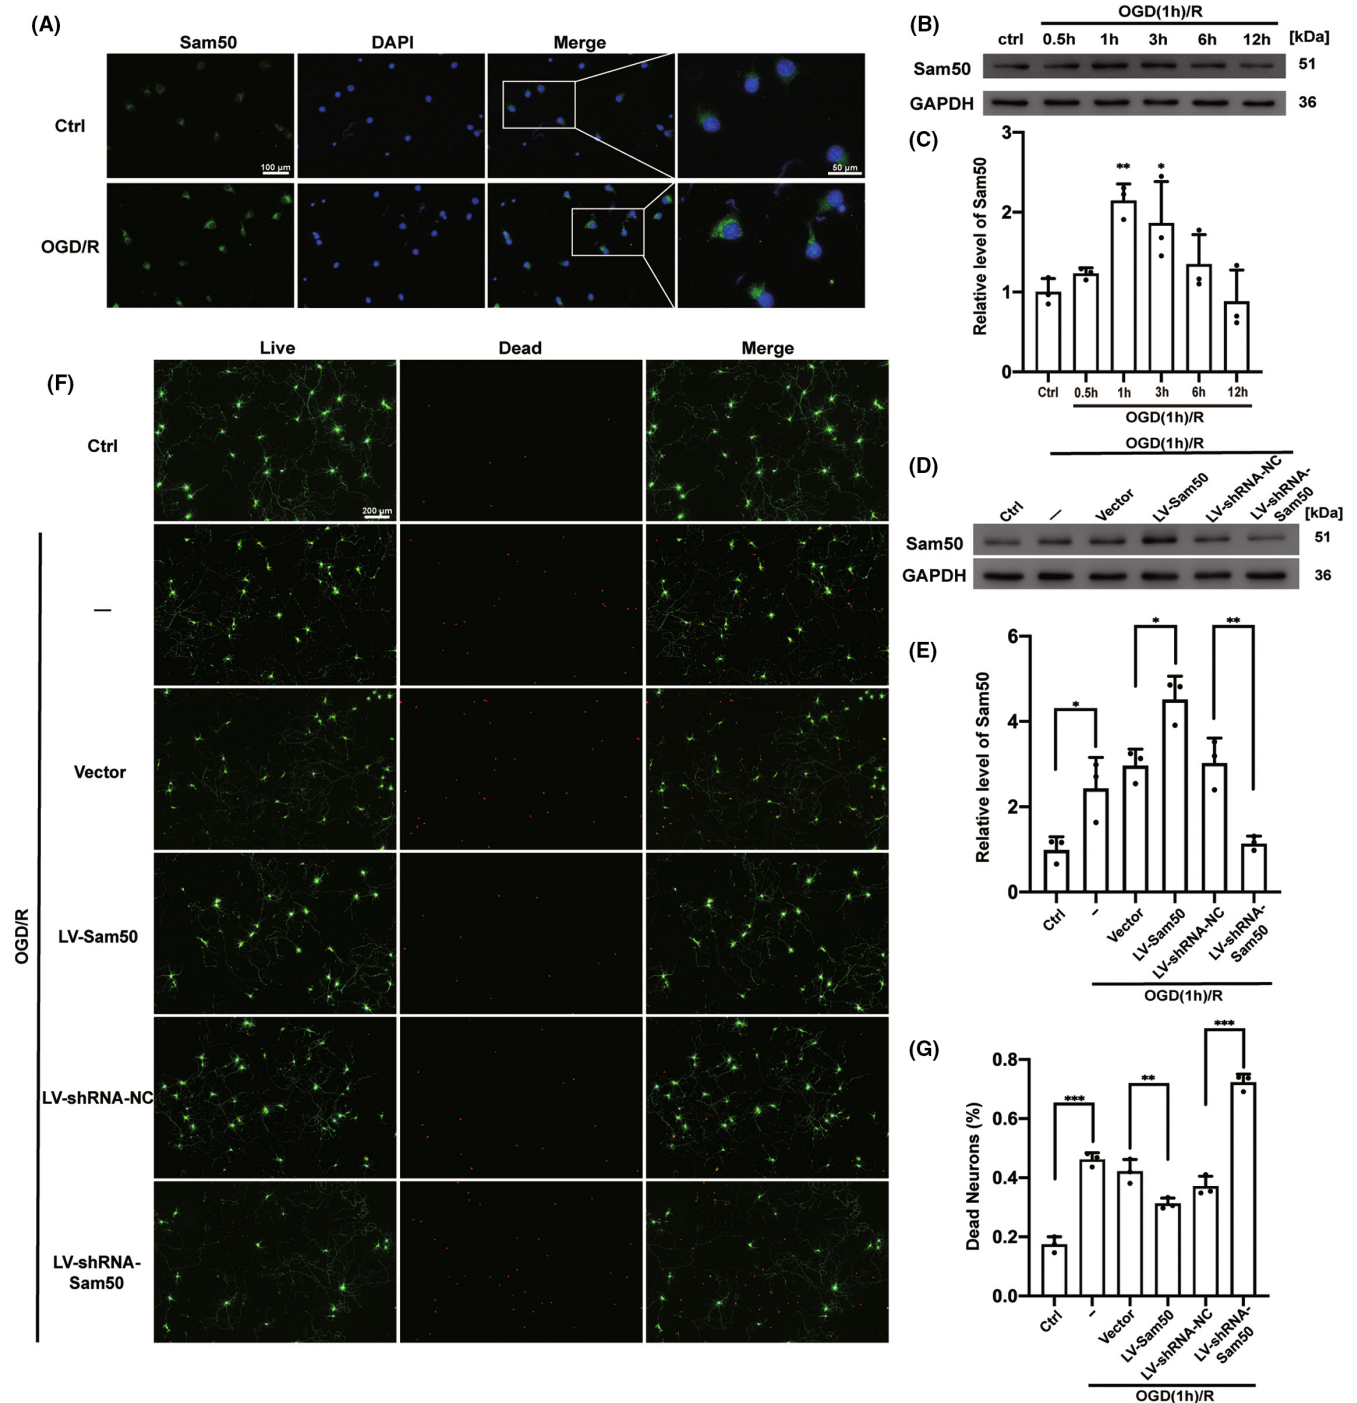 (A)
Sam50 DAPI Merge
Ctrl
100 μm
50 μm
OGD/R
(B)
OGD(1h)/R
ctrl 0.5h 1h 3h 6h 12h [kDa]
Sam50 51
GAPDH 36
(C)
Relative level of Sam50
3
2
1
0
** *
Ctrl 0.5h 1h 3h 6h 12h
OGD(1h)/R
(D)
OGD(1h)/R
Ctrl — Vector LV-Sam50 LV-shRNA-NC LV-shRNA-
Sam50
[kDa]
Sam50 51
GAPDH 36
(E)
Relative level of Sam50
6
4
2
0
* * **
Ctrl – Vector LV-Sam50 LV-shRNA-NC LV-shRNA-
Sam50
OGD(1h)/R
(F)
Live Dead Merge
Ctrl
200 μm
OGD/R
—
Vector
LV-Sam50
LV-shRNA-NC
LV-shRNA-
Sam50
(G)
Dead Neurons (%)
0.8
0.6
0.4
0.2
0.0
*** ** ***
Ctrl – Vector LV-Sam50 LV-shRNA-NC LV-shRNA-
Sam50
OGD(1h)/R